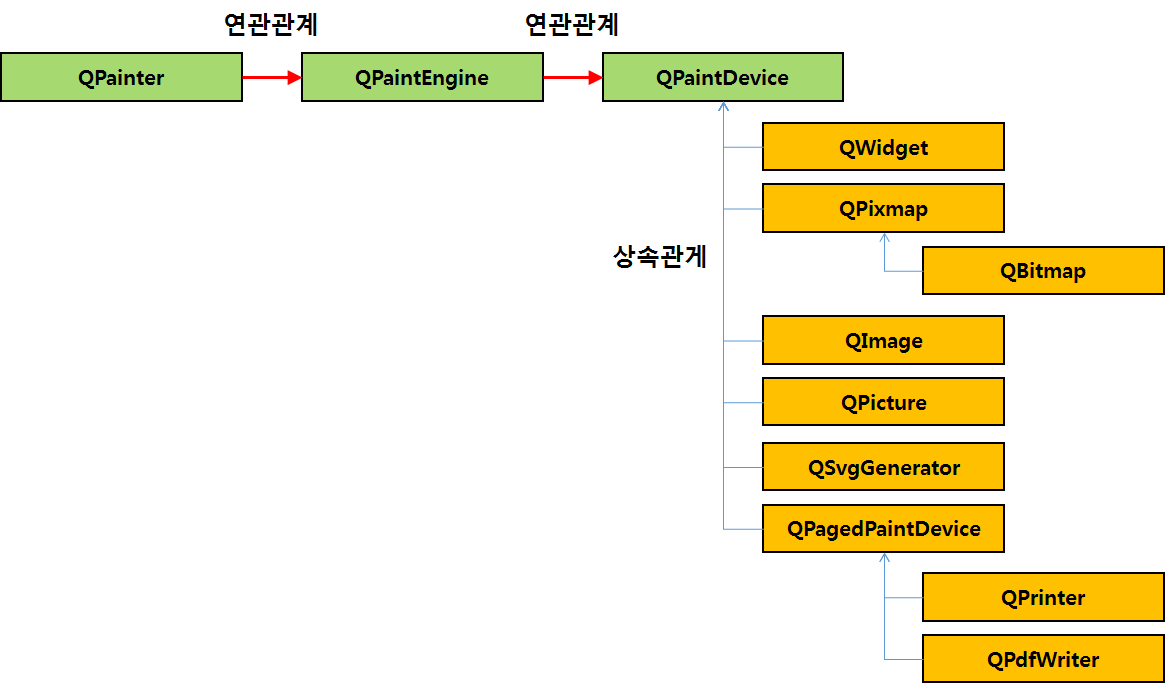 연관관계
연관관계
QPainter
QPaintEngine
QPaintDevice
QWidget
QPixmap
상속관게
QBitmap
QImage
QPicture
QSvgGenerator
QPagedPaintDevice
QPrinter
QPdfWriter